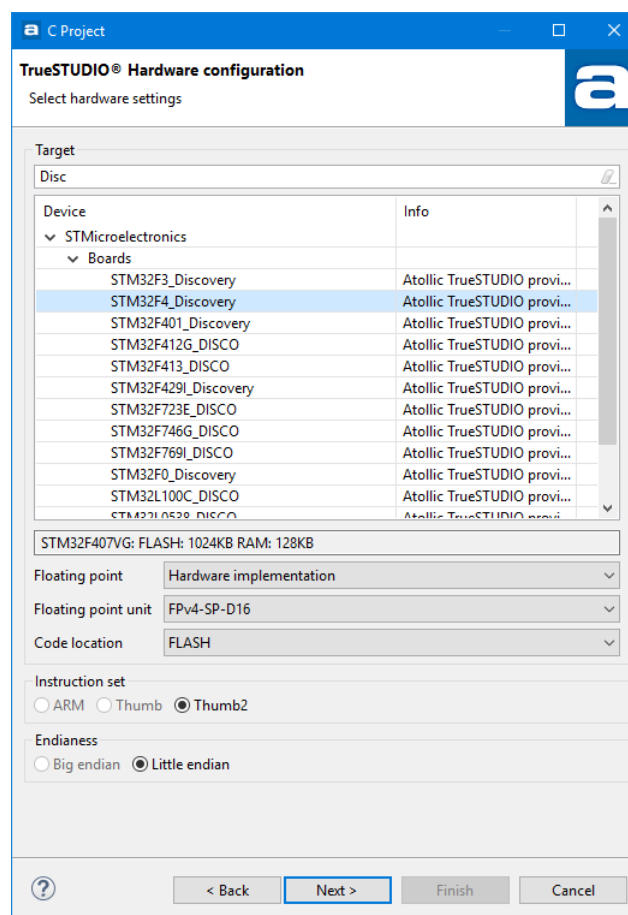 a C Project
TrueSTUDIO® Hardware configuration
Select hardware settings
a
Target
Disc
Device Info
STMicroelectronics
Boards
STM32F3_Discovery Atollic TrueSTUDIO provi...
STM32F4_Discovery Atollic TrueSTUDIO provi...
STM32F401_Discovery Atollic TrueSTUDIO provi...
STM32F412G_DISCO Atollic TrueSTUDIO provi...
STM32F413_DISCO Atollic TrueSTUDIO provi...
STM32F429I_Discovery Atollic TrueSTUDIO provi...
STM32F723E_DISCO Atollic TrueSTUDIO provi...
STM32F746G_DISCO Atollic TrueSTUDIO provi...
STM32F769I_DISCO Atollic TrueSTUDIO provi...
STM32F0_Discovery Atollic TrueSTUDIO provi...
STM32L100C_DISCO Atollic TrueSTUDIO provi...
STM32L0538_DISCO Atollic TrueSTUDIO provi...
STM32F407VG: FLASH: 1024KB RAM: 128KB
Floating point Hardware implementation
Floating point unit FPv4-SP-D16
Code location FLASH
Instruction set
ARM Thumb Thumb2
Endianess
Big endian Little endian
? < Back Next > Finish Cancel